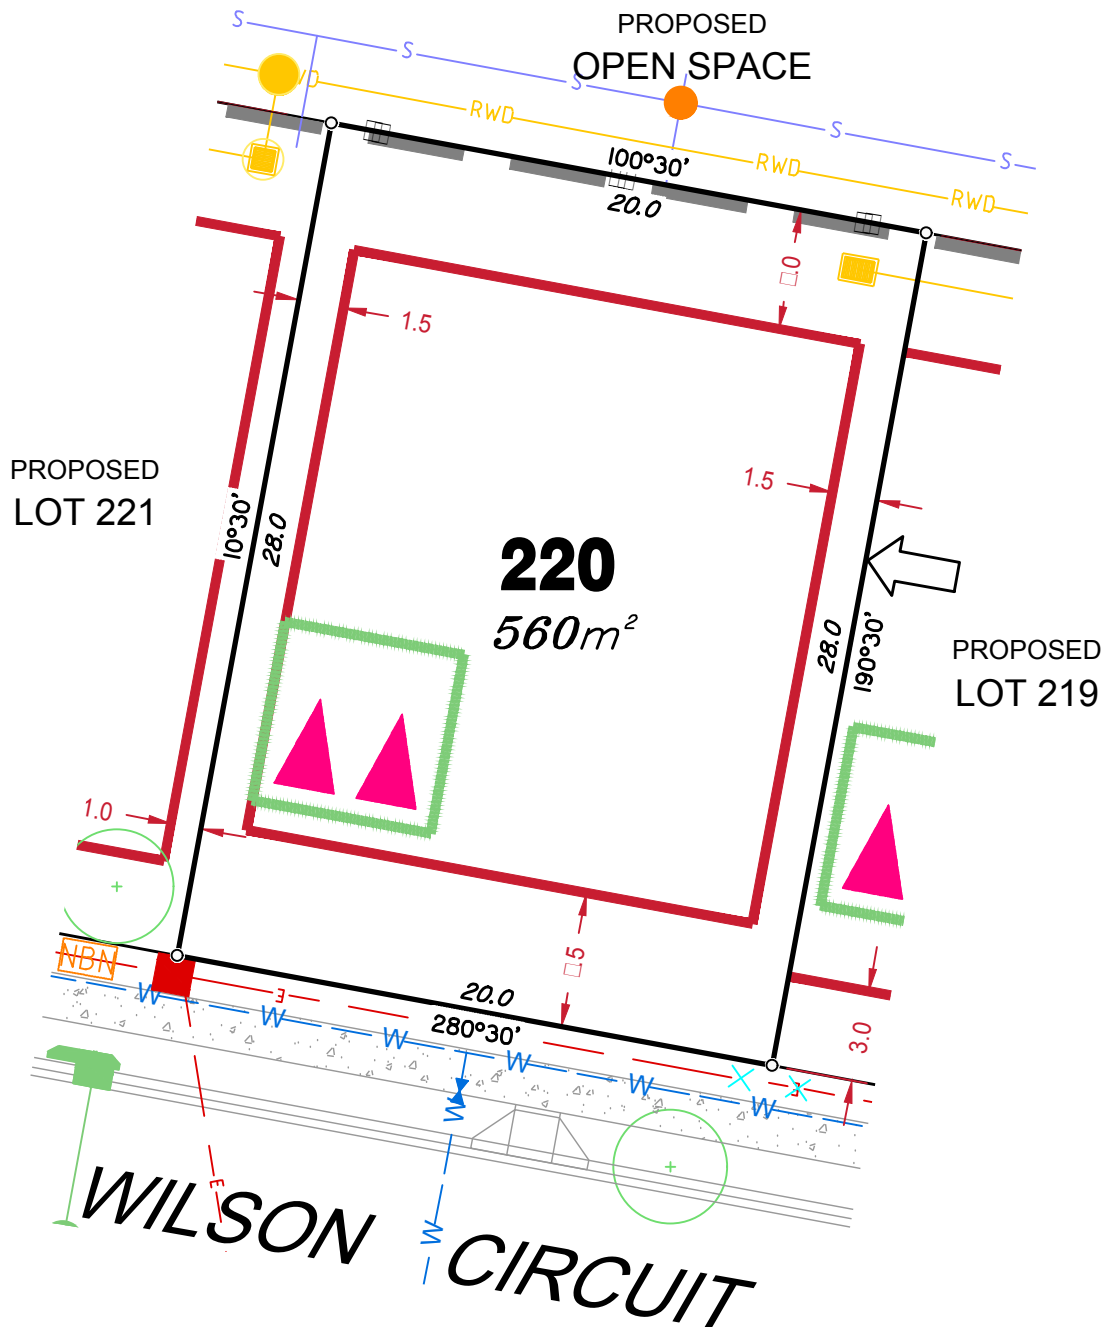 PROPOSED
OPEN SPACE
S
S
S
S
S
RWD
RWD
RWD
100°30'
20.0
□.0
1.5
1.5
PROPOSED
LOT 221
10°30'
28.0
220
560m²
28.0
190°30'
PROPOSED
LOT 219
1.0
□.5
3.0
NBN
20.0
280°30'
E
E
E
W
W
W
W
W
W
W
W
WILSON CIRCUIT